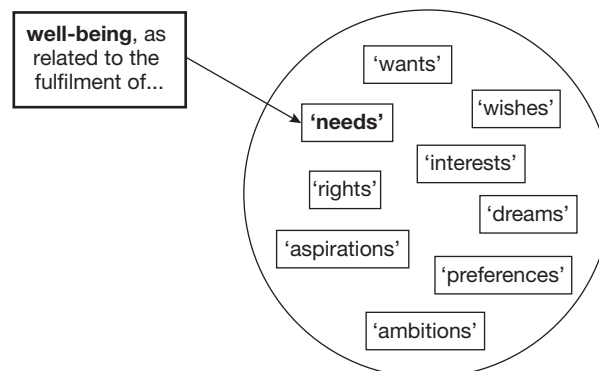 well-being, as
related to the
fulfilment of...
‘wants’
‘wishes’
‘needs’
‘interests’
‘rights’
‘dreams’
‘aspirations’
‘preferences’
‘ambitions’